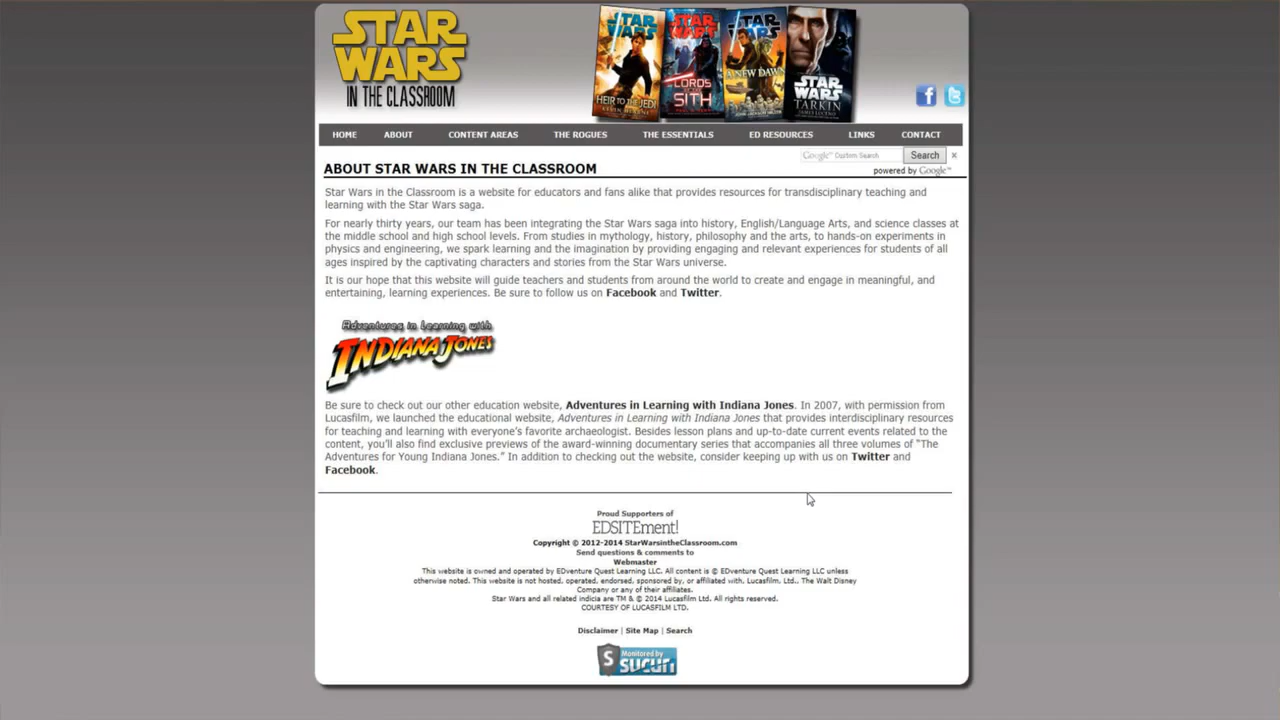 STAR
WARS
IN THE CLASSROOM
STAR
WARS
HEIR TO THE JEDI
STAR
WARS
LORDS
OF THE
SITH
STAR
WARS
A NEW DAWN
STAR
WARS
TARKIN
JAMES LUCENO
HOME ABOUT CONTENT AREAS THE ROGUES THE ESSENTIALS ED RESOURCES LINKS CONTACT
Google™ Custom Search Search ×
powered by Google™
ABOUT STAR WARS IN THE CLASSROOM
Star Wars in the Classroom is a website for educators and fans alike that provides resources for transdisciplinary teaching and
learning with the Star Wars saga.
For nearly thirty years, our team has been integrating the Star Wars saga into history, English/Language Arts, and science classes at
the middle school and high school levels. From studies in mythology, history, philosophy and the arts, to hands-on experiments in
physics and engineering, we spark learning and the imagination by providing engaging and relevant experiences for students of all
ages inspired by the captivating characters and stories from the Star Wars universe.
It is our hope that this website will guide teachers and students from around the world to create and engage in meaningful, and
entertaining, learning experiences. Be sure to follow us on Facebook and Twitter.
Adventures in Learning with
INDIANA JONES
Be sure to check out our other education website, Adventures in Learning with Indiana Jones. In 2007, with permission from
Lucasfilm, we launched the educational website, Adventures in Learning with Indiana Jones that provides interdisciplinary resources
for teaching and learning with everyone's favorite archaeologist. Besides lesson plans and up-to-date current events related to the
content, you'll also find exclusive previews of the award-winning documentary series that accompanies all three volumes of "The
Adventures for Young Indiana Jones." In addition to checking out the website, consider keeping up with us on Twitter and
Facebook.
Proud Supporters of
EDSITEment!
Copyright © 2012-2014 StarWarsintheClassroom.com
Send questions & comments to
Webmaster
This website is owned and operated by EDventure Quest Learning LLC. All content is © EDventure Quest Learning LLC unless
otherwise noted. This website is not hosted, operated, endorsed, sponsored by, or affiliated with, Lucasfilm, Ltd., The Walt Disney
Company or any of their affiliates.
Star Wars and all related indicia are TM & © 2014 Lucasfilm Ltd. All rights reserved.
COURTESY OF LUCASFILM LTD.
Disclaimer | Site Map | Search
S Monitored by
sucuri